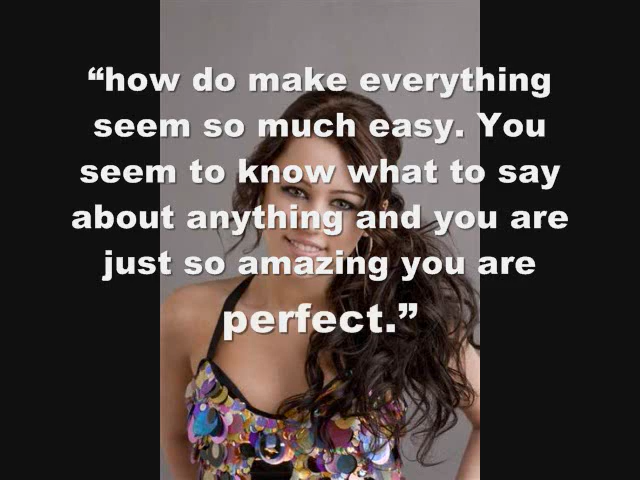 “how do make everything
seem so much easy. You
seem to know what to say
about anything and you are
just so amazing you are
perfect.”